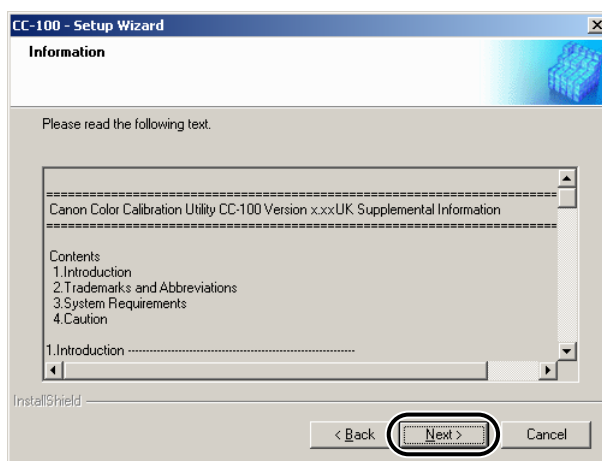 CC-100 - Setup Wizard
Information
Please read the following text.
================================================================
Canon Color Calibration Utility CC-100 Version x.xxUK Supplemental Information
================================================================
Contents
1.Introduction
2.Trademarks and Abbreviations
3.System Requirements
4.Caution
1.Introduction ------------------------------------------------------------
InstallShield
< Back
Next >
Cancel